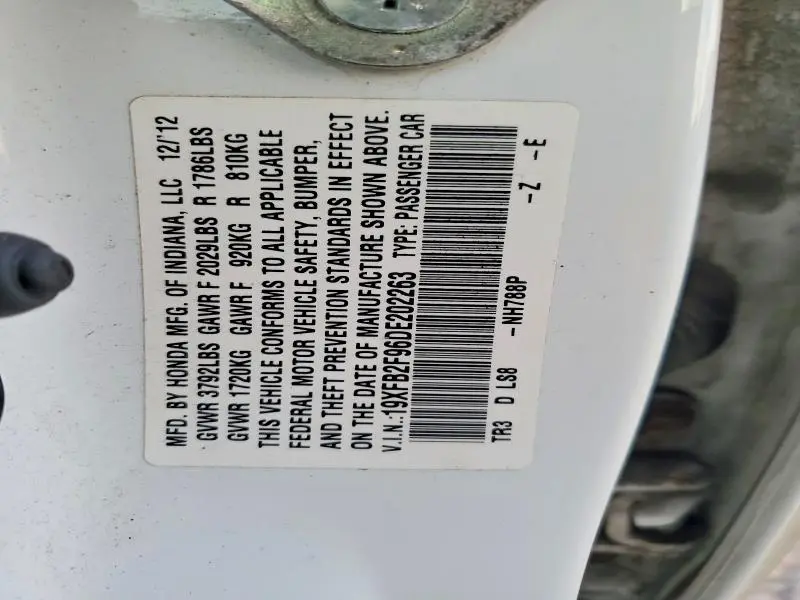 MFD. BY HONDA MFG. OF INDIANA, LLC 12/'12
GVWR 3792LBS GAWR F 2029LBS R 1786LBS
GVWR 1720KG GAWR F 920KG R 810KG
THIS VEHICLE CONFORMS TO ALL APPLICABLE
FEDERAL MOTOR VEHICLE SAFETY, BUMPER,
AND THEFT PREVENTION STANDARDS IN EFFECT
ON THE DATE OF MANUFACTURE SHOWN ABOVE.
V.I.N.:19XFB2F96DE202263 TYPE: PASSENGER CAR
TR3 D LS8 -NH788P -Z -E